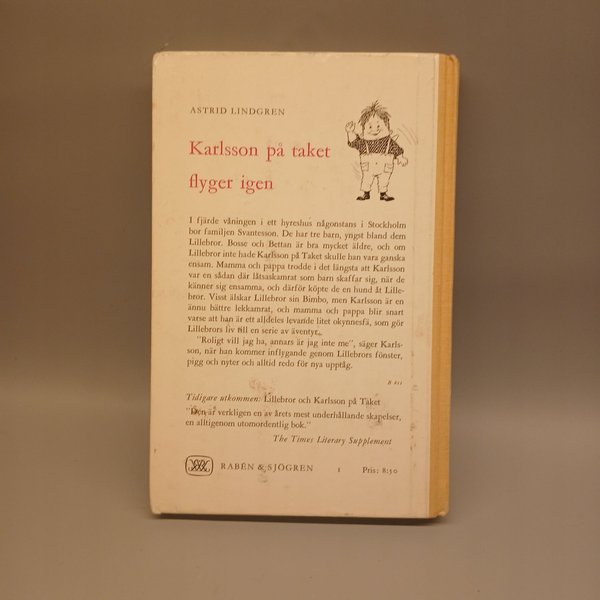 ASTRID LINDGREN
Karlsson på taket
flyger igen
I fjärde våningen i ett hyreshus någonstans i Stockholm
bor familjen Svantesson. De har tre barn, yngst bland dem
Lillebror. Bosse och Bettan är bra mycket äldre, och om
Lillebror inte hade Karlsson på Taket skulle han vara ganska
ensam. Mamma och pappa trodde i det längsta att Karlsson
var en sådan där låtsaskamrat som barn skaffar sig, när de
känner sig ensamma, och därför köpte de en hund åt Lille-
bror. Visst älskar Lillebror sin Bimbo, men Karlsson är en
ännu bättre lekkamrat, och mamma och pappa blir snart
varse att han är ett alldeles levande litet okynnesfä, som gör
Lillebrors liv till en serie av äventyr.
"Roligt vill jag ha, annars är jag inte me", säger Karls-
son, när han kommer inflygande genom Lillebrors fönster,
pigg och nyter och alltid redo för nya upptåg.
B 611
Tidigare utkommen: Lillebror och Karlsson på Taket
"Den är verkligen en av årets mest underhållande skapelser,
en alltigenom utomordentlig bok."
The Times Literary Supplement
RABÉN & SJÖGREN 1 Pris: 8:50